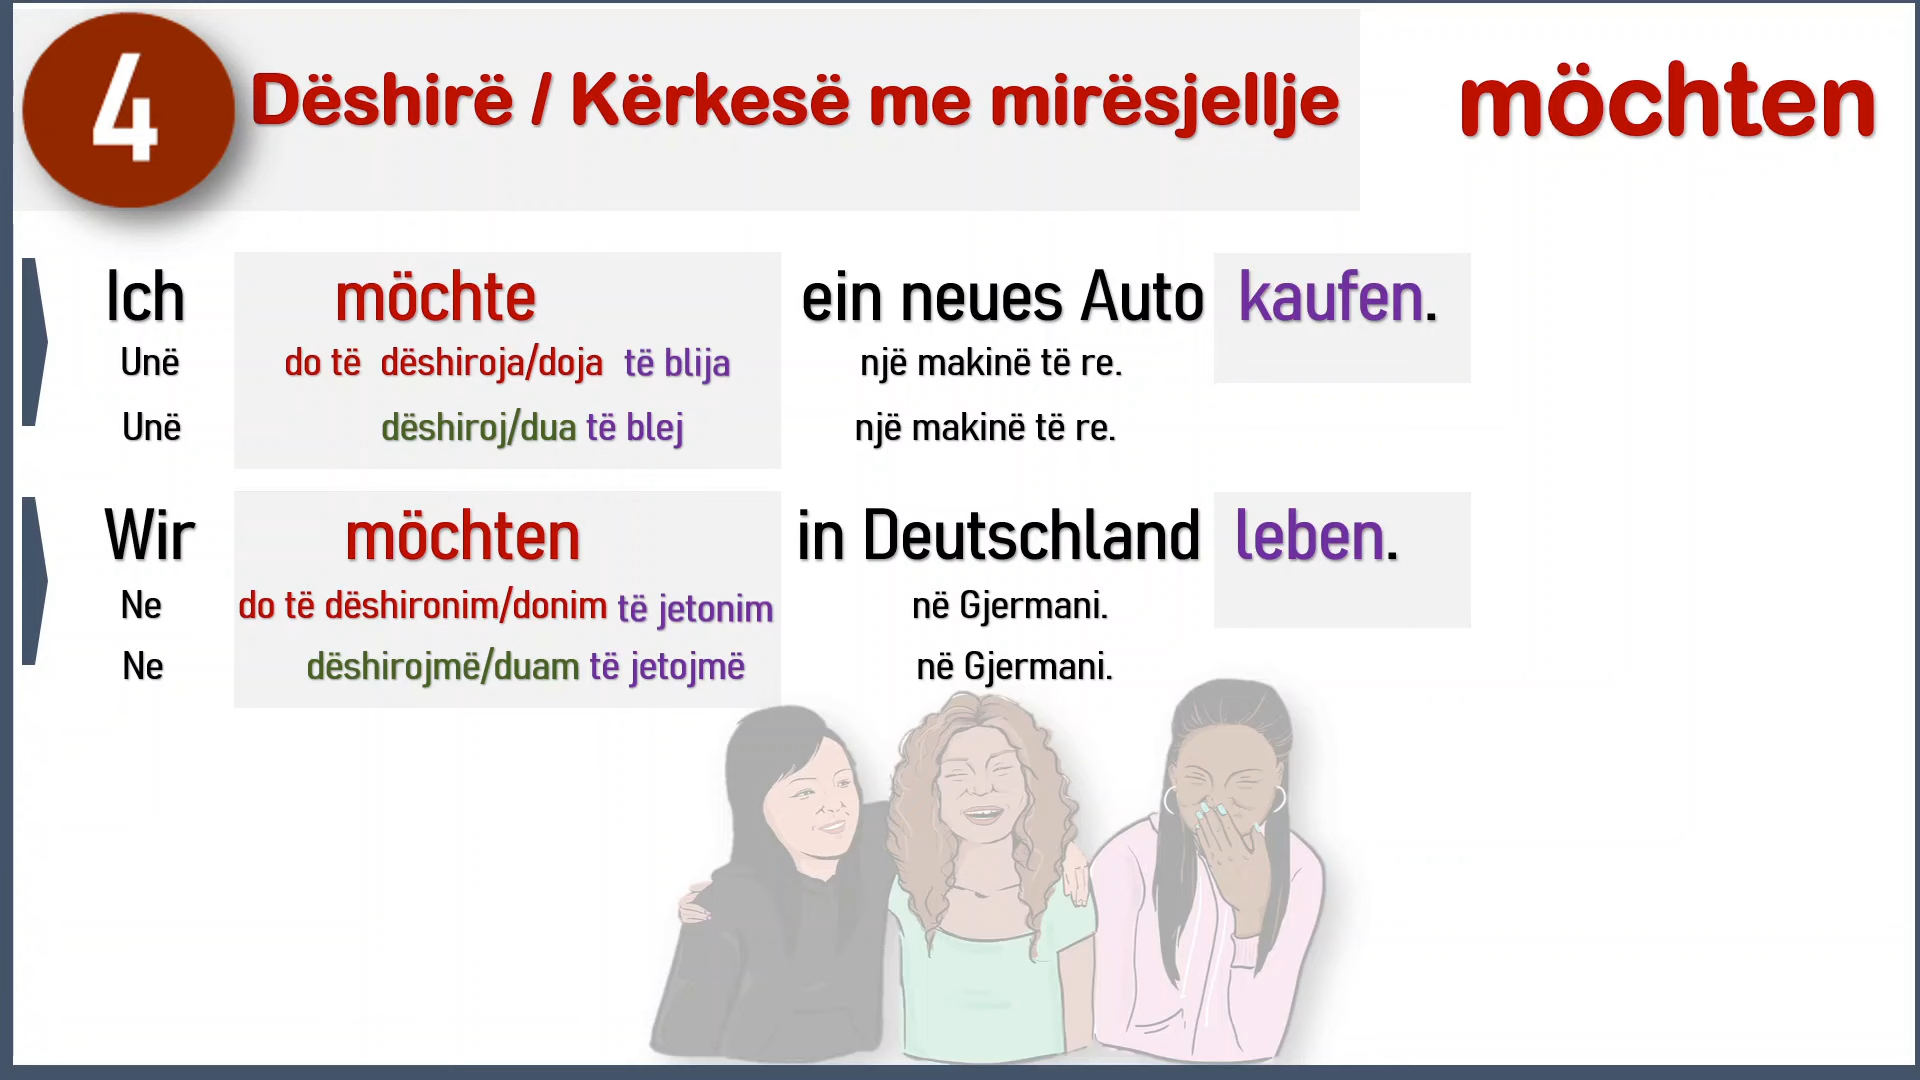 4 Dëshirë / Kërkesë me mirësjellje möchten
Ich möchte ein neues Auto kaufen.
Unë do të dëshiroja/doja të blija një makinë të re.
Unë dëshiroj/dua të blej një makinë të re.
Wir möchten in Deutschland leben.
Ne do të dëshironim/donim të jetonim në Gjermani.
Ne dëshirojmë/duam të jetojmë në Gjermani.